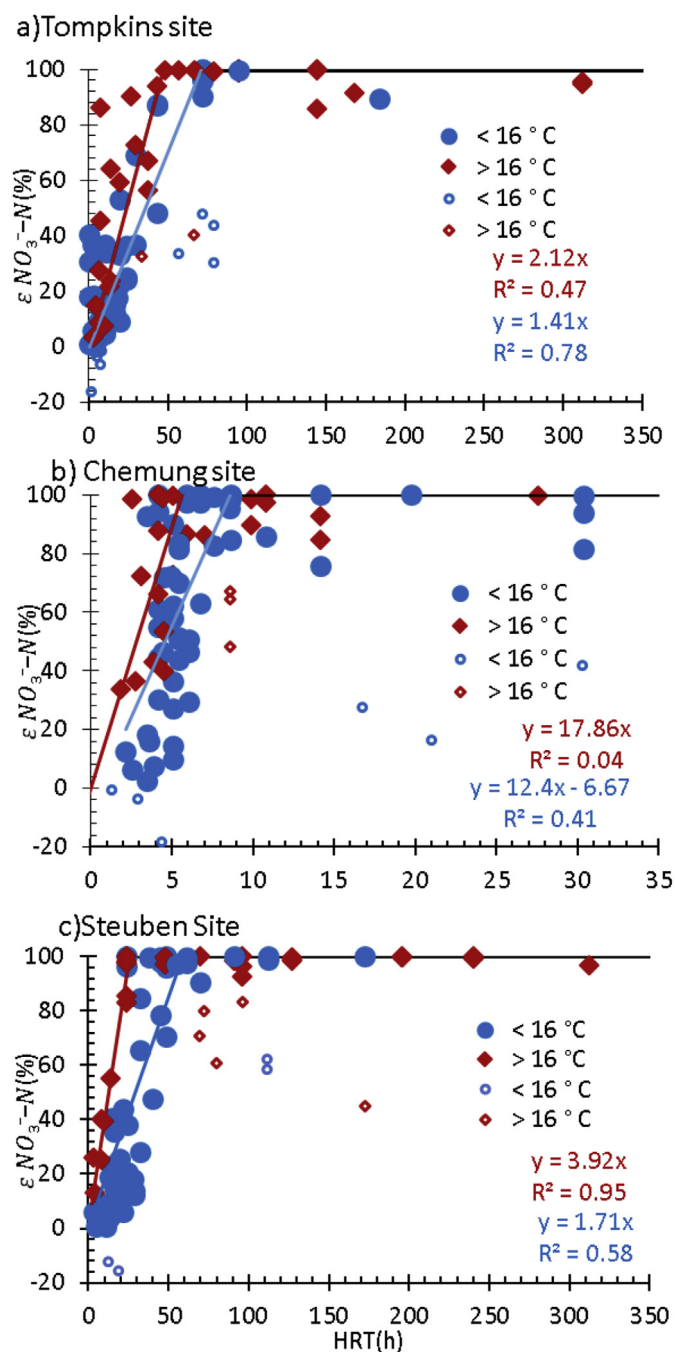 a)Tompkins site
100
80
60
40
20
0
-20
ε NO₃⁻−N(%)
< 16 ° C
> 16 ° C
< 16 ° C
> 16 ° C
y = 2.12x
R² = 0.47
y = 1.41x
R² = 0.78
0 50 100 150 200 250 300 350
b) Chemung site
100
80
60
40
20
0
-20
ε NO₃⁻−N(%)
< 16 ° C
> 16 ° C
< 16 ° C
> 16 ° C
y = 17.86x
R² = 0.04
y = 12.4x - 6.67
R² = 0.41
0 5 10 15 20 25 30 35
c)Steuben Site
100
80
60
40
20
0
-20
ε NO₃⁻−N(%)
< 16 °C
> 16 °C
< 16 °C
> 16 °C
y = 3.92x
R² = 0.95
y = 1.71x
R² = 0.58
0 50 100 150 200 250 300 350
HRT(h)